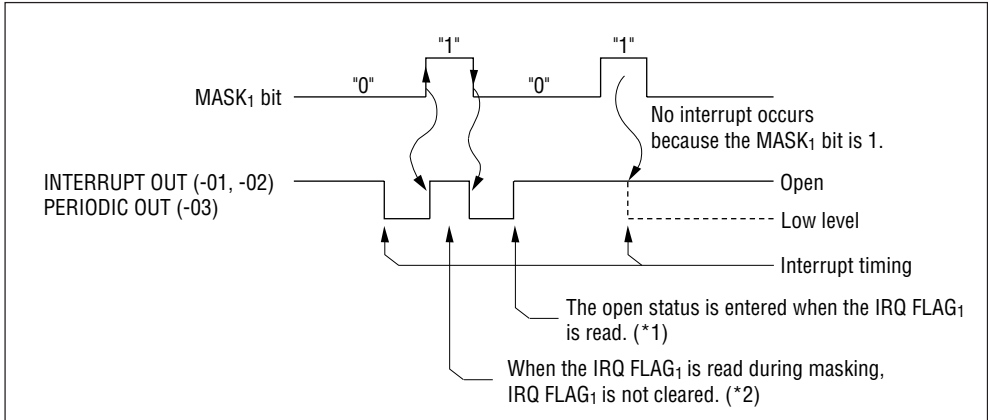 "1"
"1"
"0"
"0"
MASK1 bit
No interrupt occurs
because the MASK1 bit is 1.
INTERRUPT OUT (-01, -02)
PERIODIC OUT (-03)
Open
Low level
Interrupt timing
The open status is entered when the IRQ FLAG1
is read. (*1)
When the IRQ FLAG1 is read during masking,
IRQ FLAG1 is not cleared. (*2)